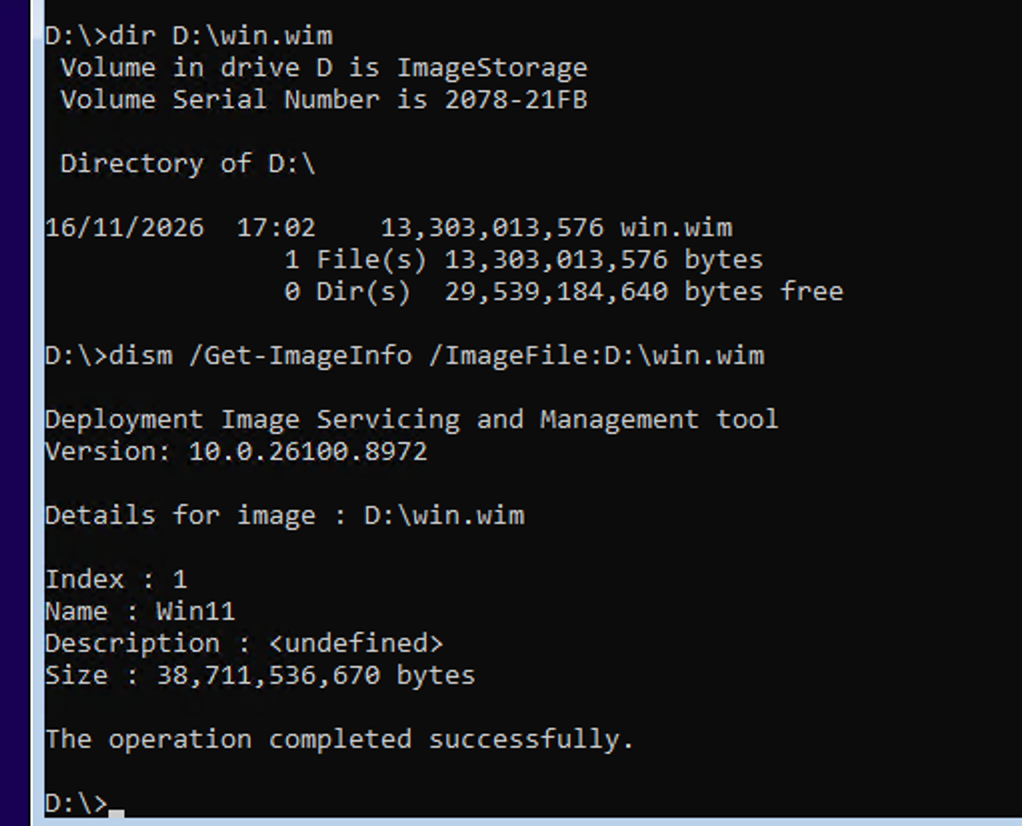 D:\>dir D:\win.wim
 Volume in drive D is ImageStorage
 Volume Serial Number is 2078-21FB
 Directory of D:\
16/11/2026  17:02    13,303,013,576 win.wim
               1 File(s) 13,303,013,576 bytes
               0 Dir(s)  29,539,184,640 bytes free
D:\>dism /Get-ImageInfo /ImageFile:D:\win.wim
Deployment Image Servicing and Management tool
Version: 10.0.26100.8972
Details for image : D:\win.wim
Index : 1
Name : Win11
Description : <undefined>
Size : 38,711,536,670 bytes
The operation completed successfully.
D:\>